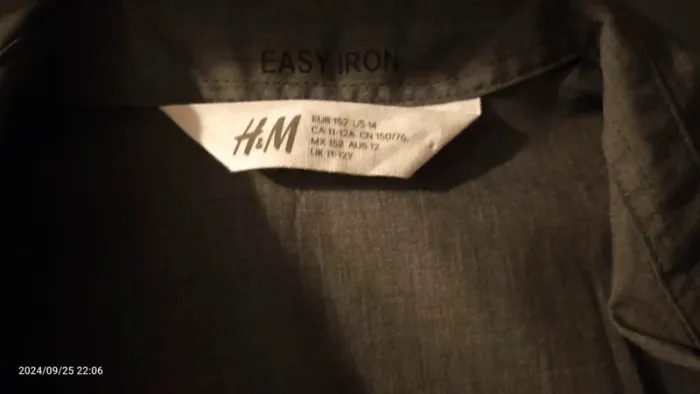 EASY IRON
H&M
EUR 152 US 14
CA 11-12A CN 150/76
MX 152 AUS 12
UK 11-12Y
2024/09/25 22:06